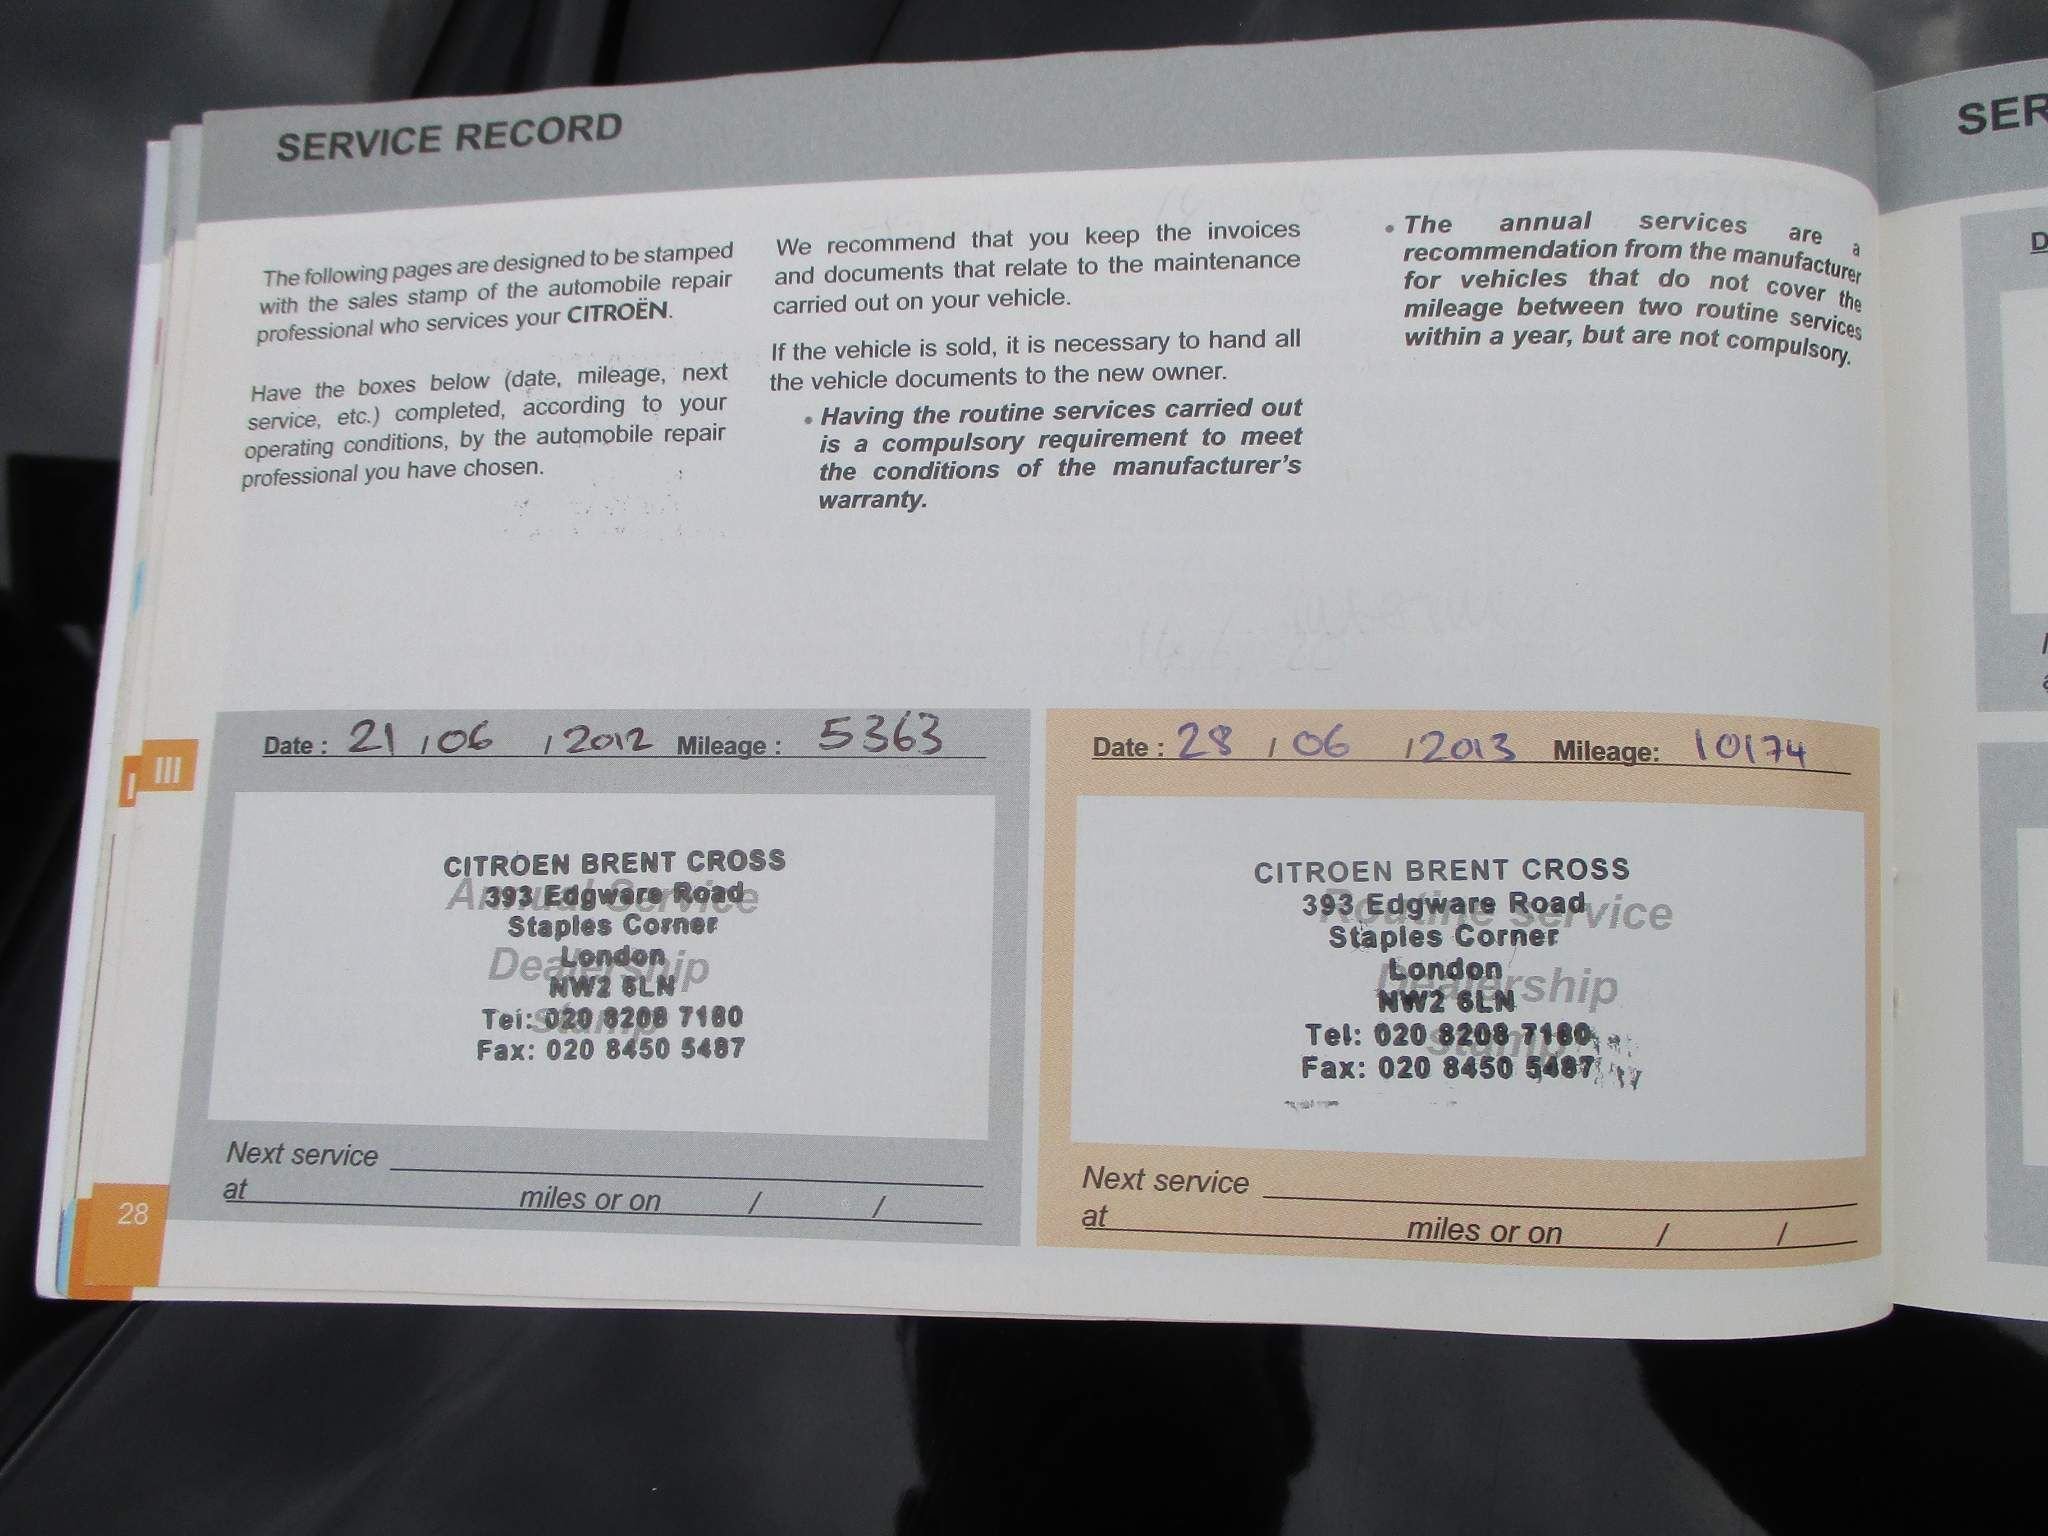 SERVICE RECORD
The following pages are designed to be stamped
with the sales stamp of the automobile repair
professional who services your CITROËN.
Have the boxes below (date, mileage, next
service, etc.) completed, according to your
operating conditions, by the automobile repair
professional you have chosen.
We recommend that you keep the invoices
and documents that relate to the maintenance
carried out on your vehicle.
If the vehicle is sold, it is necessary to hand all
the vehicle documents to the new owner.
• Having the routine services carried out
is a compulsory requirement to meet
the conditions of the manufacturer's
warranty.
• The annual services are a
recommendation from the manufacturer
for vehicles that do not cover the
mileage between two routine services
within a year, but are not compulsory.
Date : 21 / 06 / 2012 Mileage : 5363
CITROEN BRENT CROSS
393 Edgware Road
Annual Service
Staples Corner
London
Dealership
NW2 6LN
Tel: 020 8208 7180
stamp
Fax: 020 8450 5487
Next service
at miles or on / /
Date : 28 / 06 / 2013 Mileage: 10174
CITROEN BRENT CROSS
393 Edgware Road
Routine service
Staples Corner
London
Dealership
NW2 6LN
Tel: 020 8208 7180
stamp
Fax: 020 8450 5487
Next service
at miles or on / /
III
I
28
SER
D